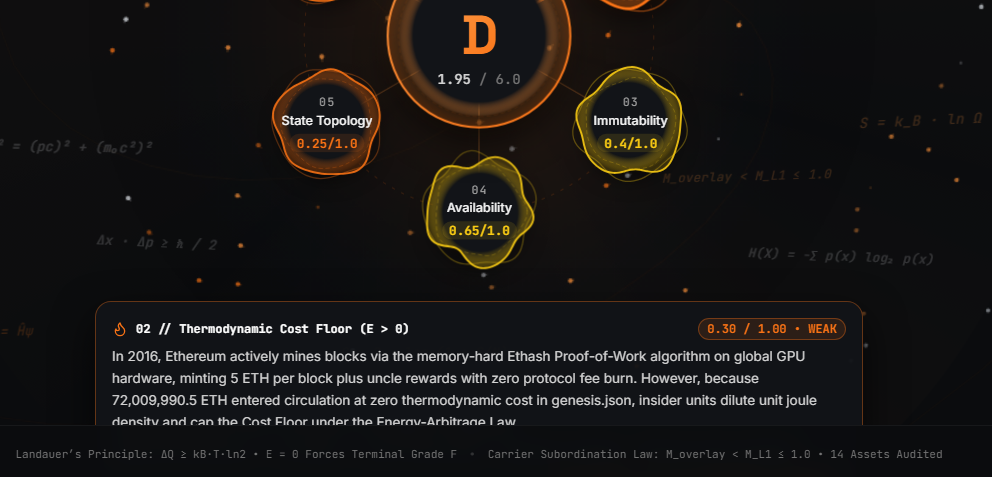 D
1.95 / 6.0
05
State Topology
0.25/1.0
03
Immutability
0.4/1.0
S = k_B · ln Ω
² = (pc)² + (m₀c²)²
M_overlay < M_L1 ≤ 1.0
04
Availability
0.65/1.0
Δx · Δp ≥ ħ / 2
H(X) = -Σ p(x) log₂ p(x)
= Ĥψ
02 // Thermodynamic Cost Floor (E > 0)
0.30 / 1.00 • WEAK
In 2016, Ethereum actively mines blocks via the memory-hard Ethash Proof-of-Work algorithm on global GPU
hardware, minting 5 ETH per block plus uncle rewards with zero protocol fee burn. However, because
72,009,990.5 ETH entered circulation at zero thermodynamic cost in genesis.json, insider units dilute unit joule
density and cap the Cost Floor under the Energy-Arbitrage Law.
Landauer's Principle: ΔQ ≥ kB·T·ln2 • E = 0 Forces Terminal Grade F • Carrier Subordination Law: M_overlay < M_L1 ≤ 1.0 • 14 Assets Audited